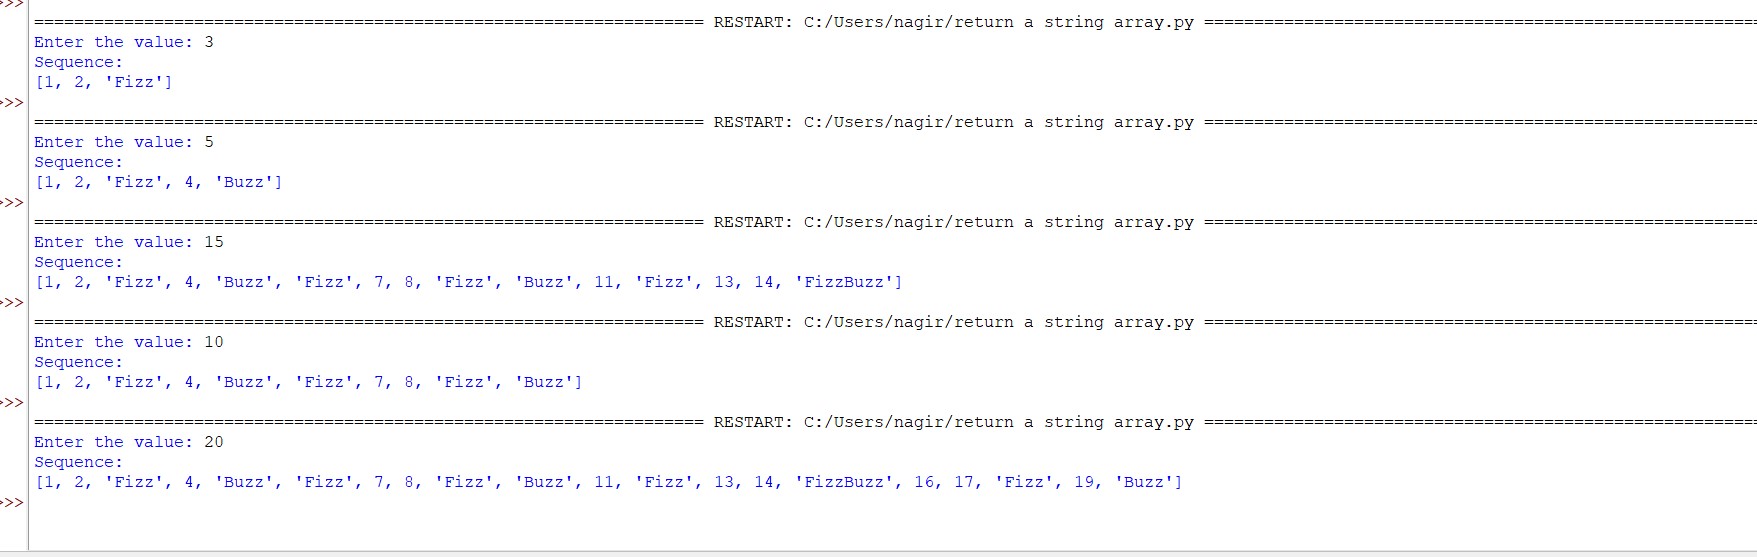 >>>
=================================================================== RESTART: C:/Users/nagir/return a string array.py ========================================================
Enter the value: 3
Sequence:
[1, 2, 'Fizz']
>>>
=================================================================== RESTART: C:/Users/nagir/return a string array.py ========================================================
Enter the value: 5
Sequence:
[1, 2, 'Fizz', 4, 'Buzz']
>>>
=================================================================== RESTART: C:/Users/nagir/return a string array.py ========================================================
Enter the value: 15
Sequence:
[1, 2, 'Fizz', 4, 'Buzz', 'Fizz', 7, 8, 'Fizz', 'Buzz', 11, 'Fizz', 13, 14, 'FizzBuzz']
>>>
=================================================================== RESTART: C:/Users/nagir/return a string array.py ========================================================
Enter the value: 10
Sequence:
[1, 2, 'Fizz', 4, 'Buzz', 'Fizz', 7, 8, 'Fizz', 'Buzz']
>>>
=================================================================== RESTART: C:/Users/nagir/return a string array.py ========================================================
Enter the value: 20
Sequence:
[1, 2, 'Fizz', 4, 'Buzz', 'Fizz', 7, 8, 'Fizz', 'Buzz', 11, 'Fizz', 13, 14, 'FizzBuzz', 16, 17, 'Fizz', 19, 'Buzz']
>>>